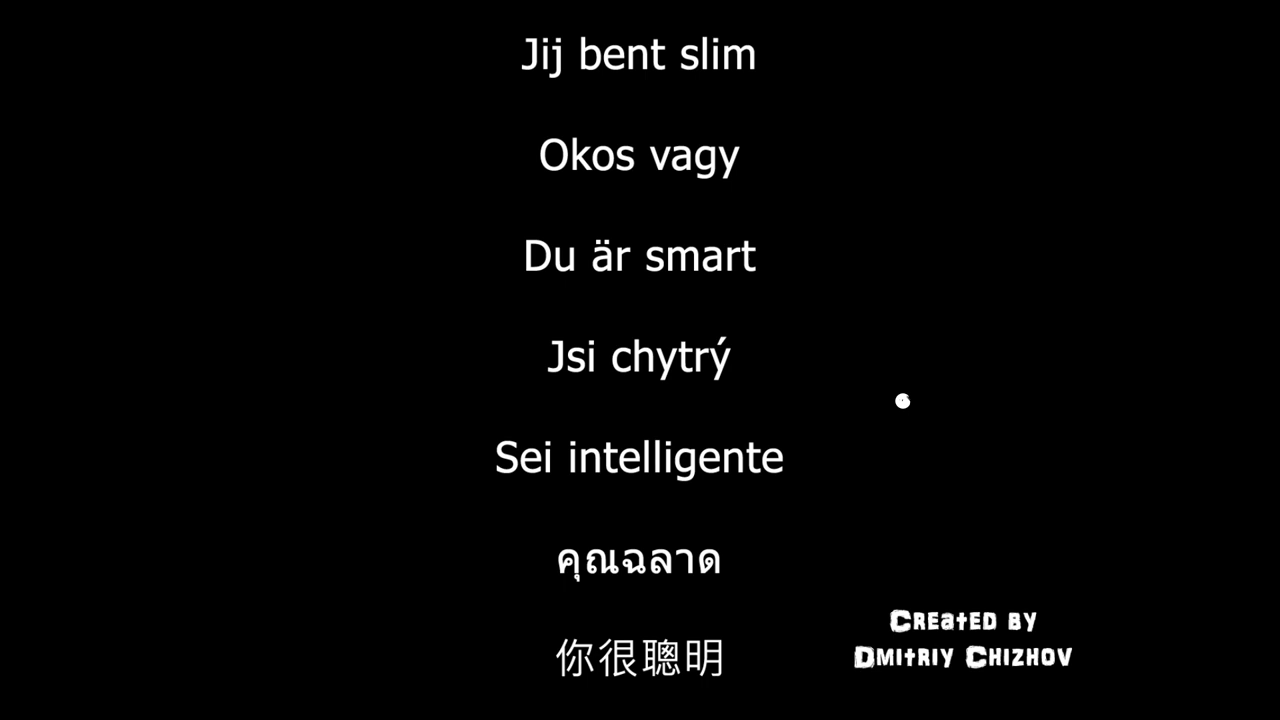 Jij bent slim
Okos vagy
Du är smart
Jsi chytrý
Sei intelligente
คุณฉลาด
你很聰明
Created by
Dmitriy Chizhov